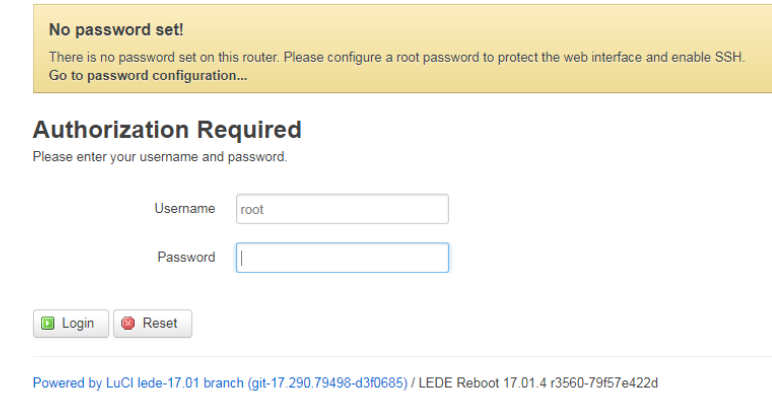 No password set!
There is no password set on this router. Please configure a root password to protect the web interface and enable SSH.
Go to password configuration...
Authorization Required
Please enter your username and password.
Username root
Password
Login Reset
Powered by LuCI lede-17.01 branch (git-17.290.79498-d3f0685) / LEDE Reboot 17.01.4 r3560-79f57e422d